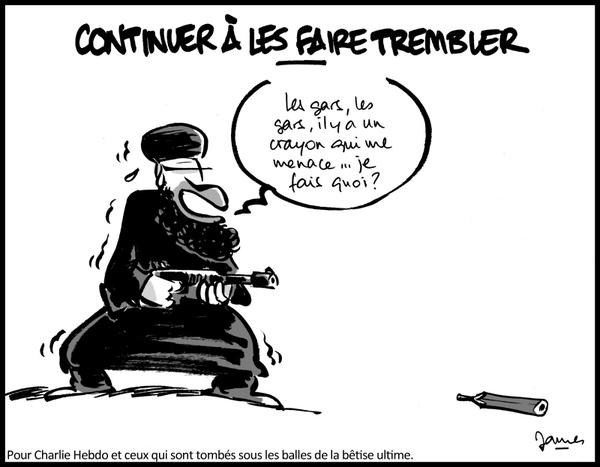 CONTINUER À LES FAIRE TREMBLER
Les gars, les
gars, il y a un
crayon qui me
menace... je
fais quoi?
James
Pour Charlie Hebdo et ceux qui sont tombés sous les balles de la bêtise ultime.